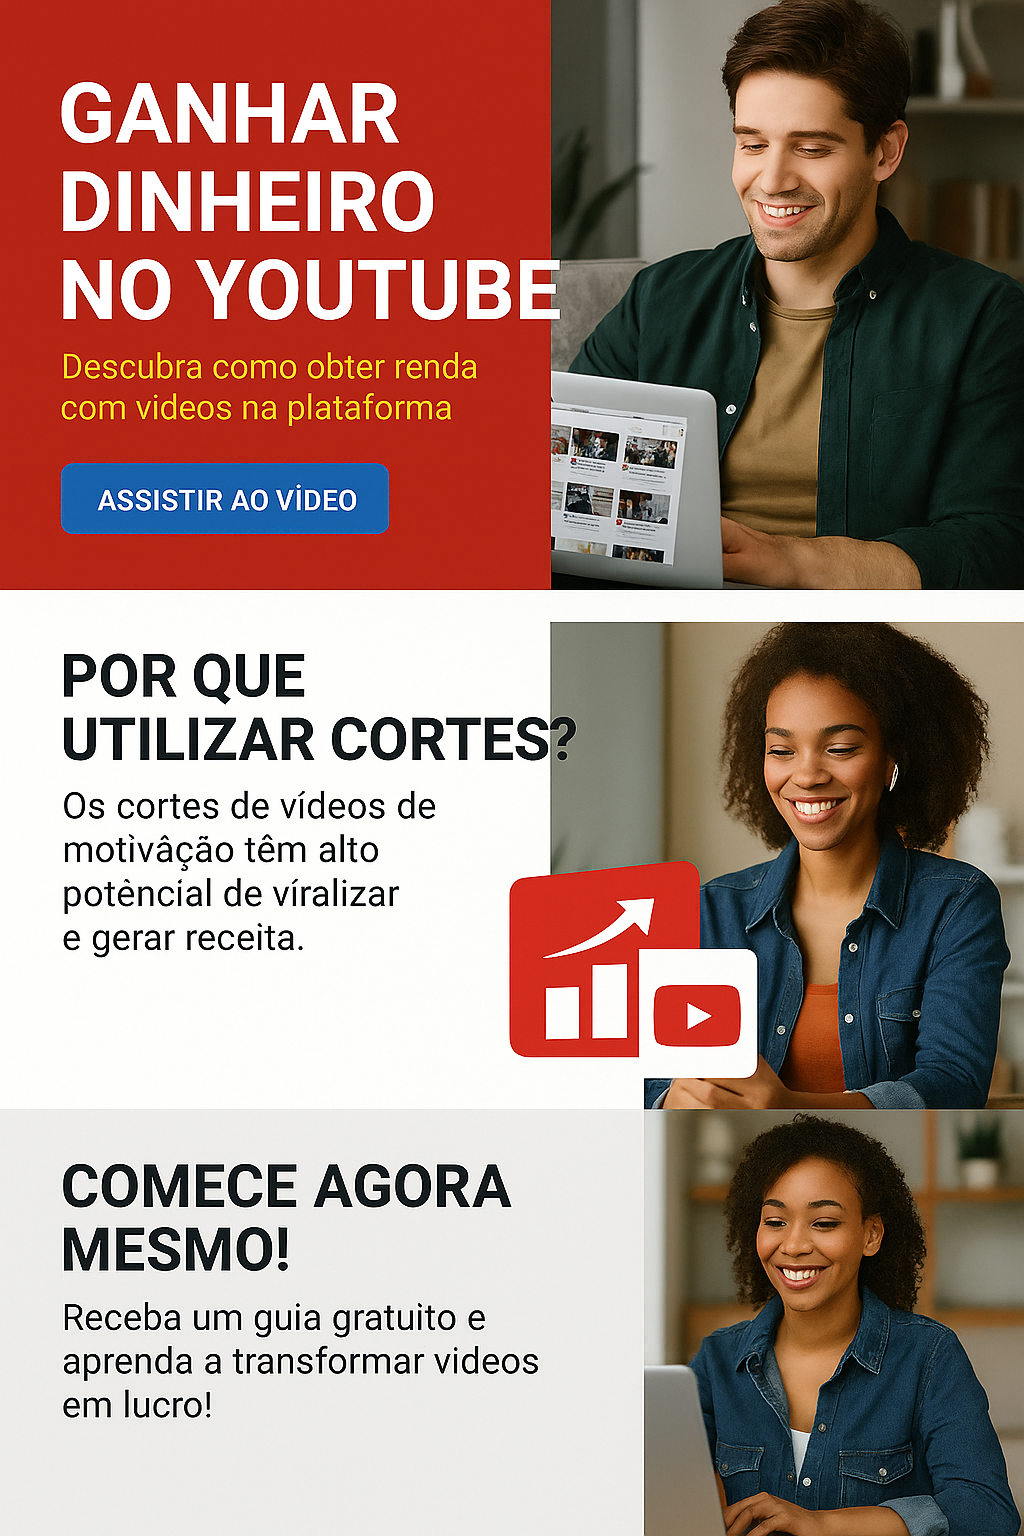 GANHAR
DINHEIRO
NO YOUTUBE
Descubra como obter renda
com videos na plataforma
ASSISTIR AO VÍDEO
POR QUE
UTILIZAR CORTES?
Os cortes de vídeos de
motivâção têm alto
potèncial de víralizar
e gerar receita.
COMECE AGORA
MESMO!
Receba um guia gratuito e
aprenda a transformar videos
em lucro!